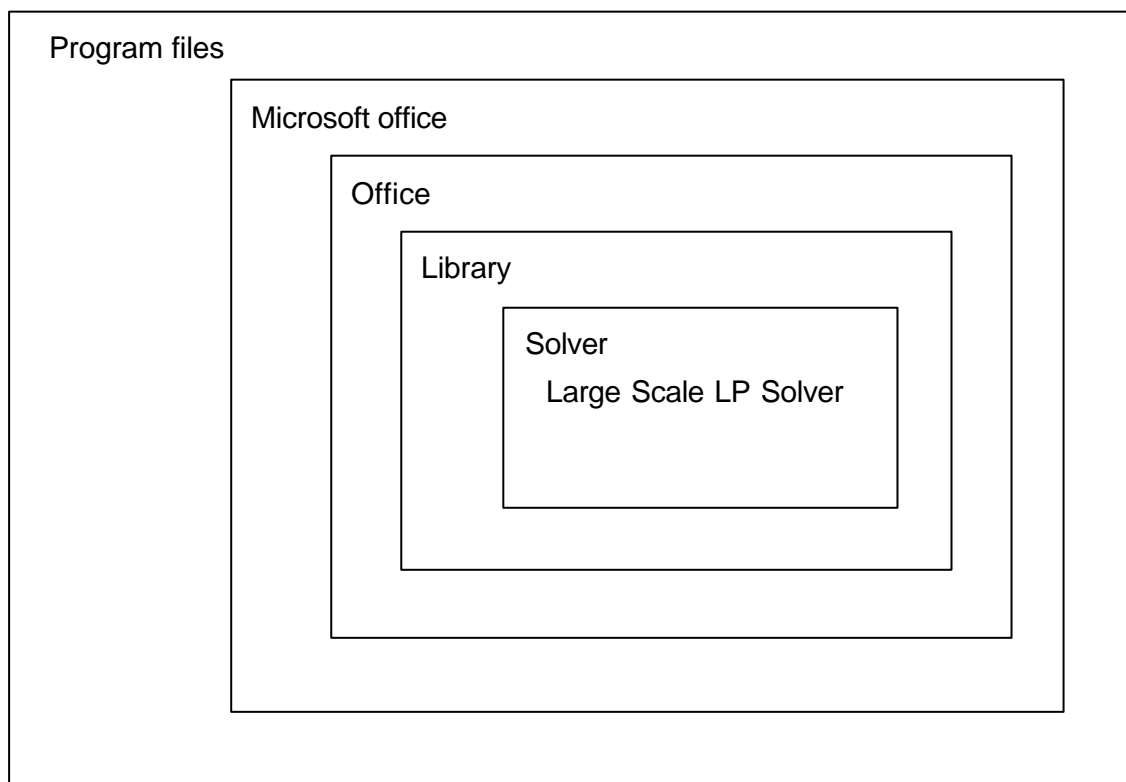 Program files
Microsoft office
Office
Library
Solver
Large Scale LP Solver